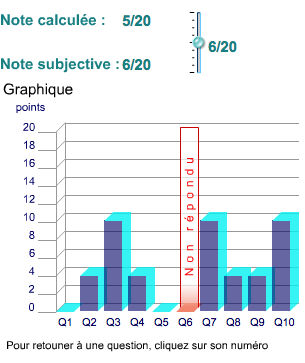 Note calculée : 5/20
Note subjective : 6/20
6/20
Graphique
points
20
18
16
14
12
10
8
6
4
2
0
Non répondu
Q1 Q2 Q3 Q4 Q5 Q6 Q7 Q8 Q9 Q10
Pour retouner à une question, cliquez sur son numéro